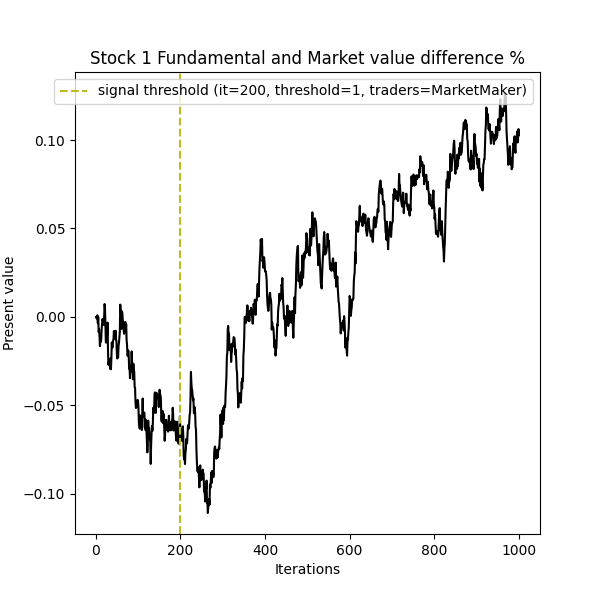 Stock 1 Fundamental and Market value difference %
signal threshold (it=200, threshold=1, traders=MarketMaker)
0.10
0.05
0.00
−0.05
−0.10
Present value
0 200 400 600 800 1000
Iterations